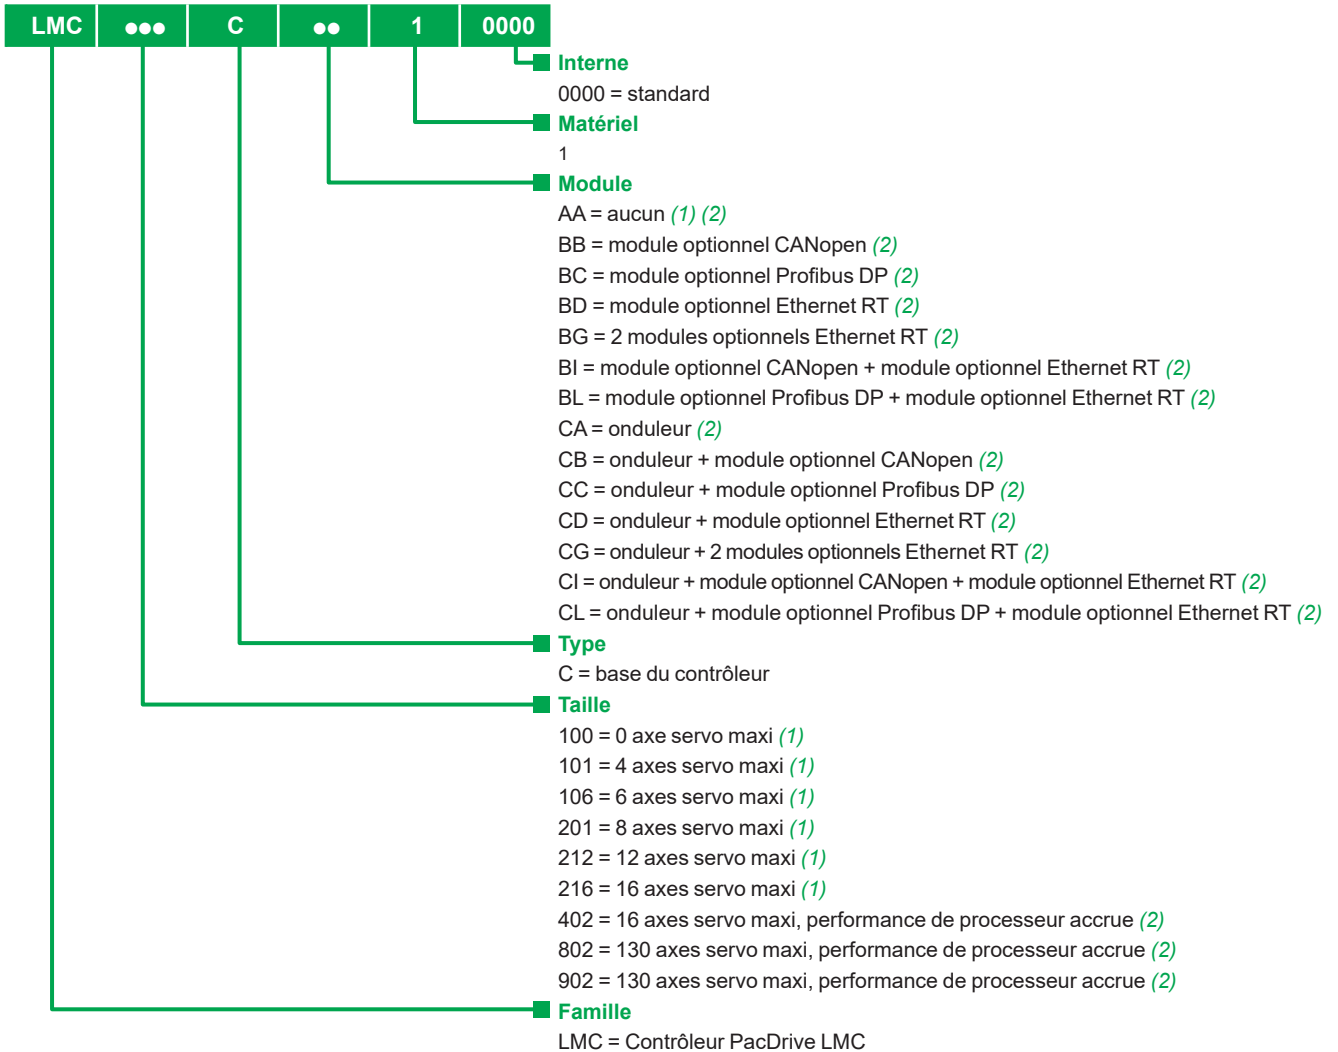 LMC ●●● C ●● 1 0000
Interne
0000 = standard
Matériel
1
Module
AA = aucun (1) (2)
BB = module optionnel CANopen (2)
BC = module optionnel Profibus DP (2)
BD = module optionnel Ethernet RT (2)
BG = 2 modules optionnels Ethernet RT (2)
BI = module optionnel CANopen + module optionnel Ethernet RT (2)
BL = module optionnel Profibus DP + module optionnel Ethernet RT (2)
CA = onduleur (2)
CB = onduleur + module optionnel CANopen (2)
CC = onduleur + module optionnel Profibus DP (2)
CD = onduleur + module optionnel Ethernet RT (2)
CG = onduleur + 2 modules optionnels Ethernet RT (2)
CI = onduleur + module optionnel CANopen + module optionnel Ethernet RT (2)
CL = onduleur + module optionnel Profibus DP + module optionnel Ethernet RT (2)
Type
C = base du contrôleur
Taille
100 = 0 axe servo maxi (1)
101 = 4 axes servo maxi (1)
106 = 6 axes servo maxi (1)
201 = 8 axes servo maxi (1)
212 = 12 axes servo maxi (1)
216 = 16 axes servo maxi (1)
402 = 16 axes servo maxi, performance de processeur accrue (2)
802 = 130 axes servo maxi, performance de processeur accrue (2)
902 = 130 axes servo maxi, performance de processeur accrue (2)
Famille
LMC = Contrôleur PacDrive LMC